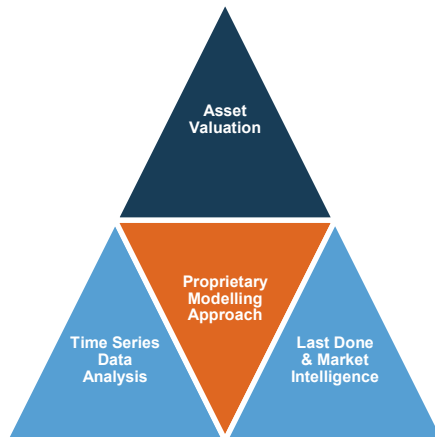 Asset
Valuation
Proprietary
Modelling
Approach
Time Series
Data
Analysis
Last Done
& Market
Intelligence